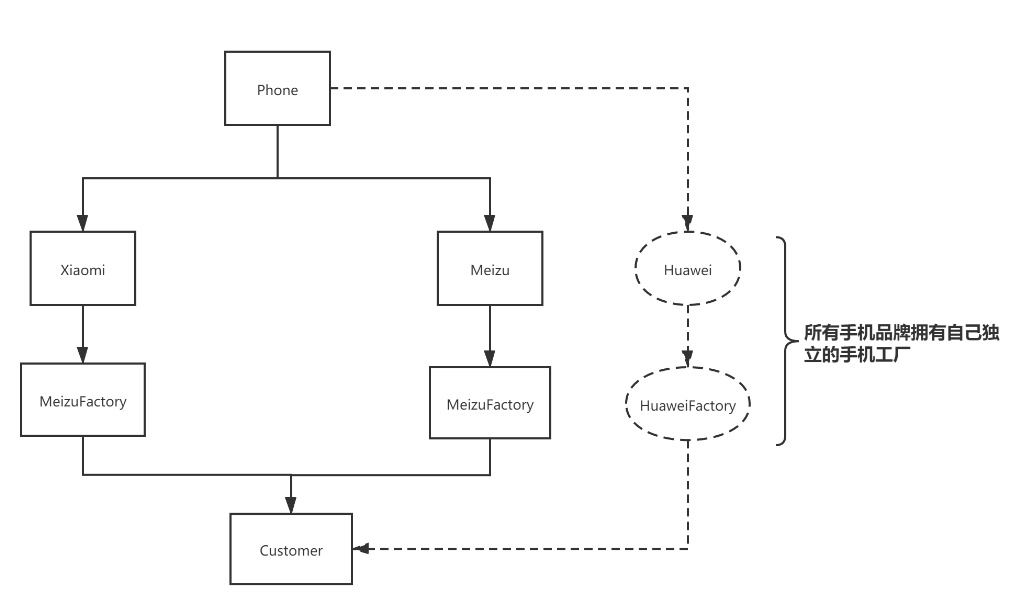 Phone
Xiaomi
Meizu
Huawei
所有手机品牌拥有自己独
立的手机工厂
MeizuFactory
MeizuFactory
HuaweiFactory
Customer